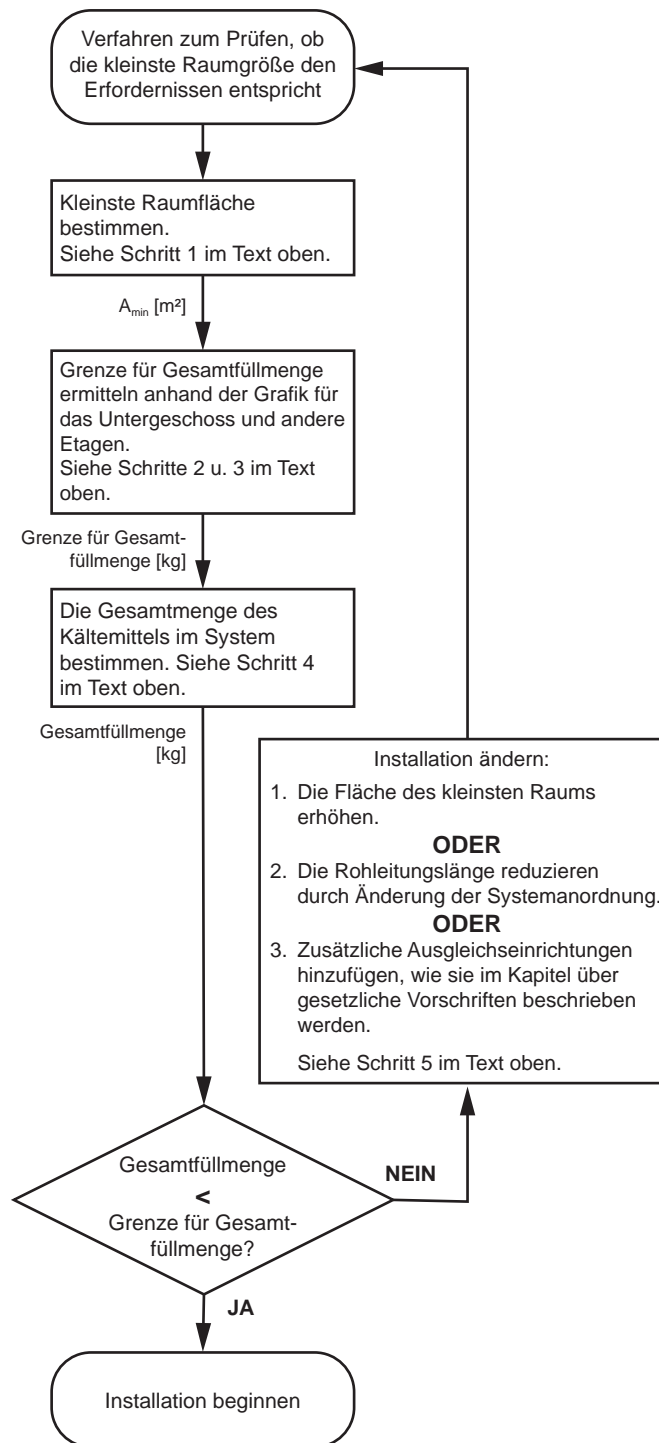 Verfahren zum Prüfen, ob
die kleinste Raumgröße den
Erfordernissen entspricht
Kleinste Raumfläche
bestimmen.
Siehe Schritt 1 im Text oben.
Amin [m²]
Grenze für Gesamtfüllmenge
ermitteln anhand der Grafik für
das Untergeschoss und andere
Etagen.
Siehe Schritte 2 u. 3 im Text
oben.
Grenze für Gesamt-
füllmenge [kg]
Die Gesamtmenge des
Kältemittels im System
bestimmen. Siehe Schritt 4
im Text oben.
Gesamtfüllmenge
[kg]
Installation ändern:
1. Die Fläche des kleinsten Raums
erhöhen.
ODER
2. Die Rohleitungslänge reduzieren
durch Änderung der Systemanordnung.
ODER
3. Zusätzliche Ausgleichseinrichtungen
hinzufügen, wie sie im Kapitel über
gesetzliche Vorschriften beschrieben
werden.
Siehe Schritt 5 im Text oben.
Gesamtfüllmenge
<
Grenze für Gesamt-
füllmenge?
NEIN
JA
Installation beginnen